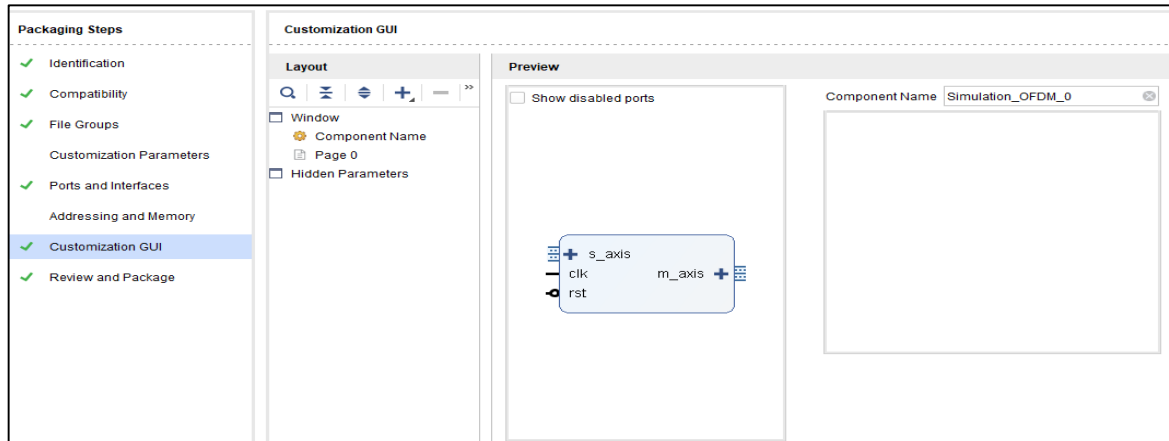 Packaging Steps
Identification
Compatibility
File Groups
Customization Parameters
Ports and Interfaces
Addressing and Memory
Customization GUI
Review and Package
Customization GUI
Layout
»
Window
Component Name
Page 0
Hidden Parameters
Preview
Show disabled ports
s_axis
clk
rst
m_axis
Component Name Simulation_OFDM_0